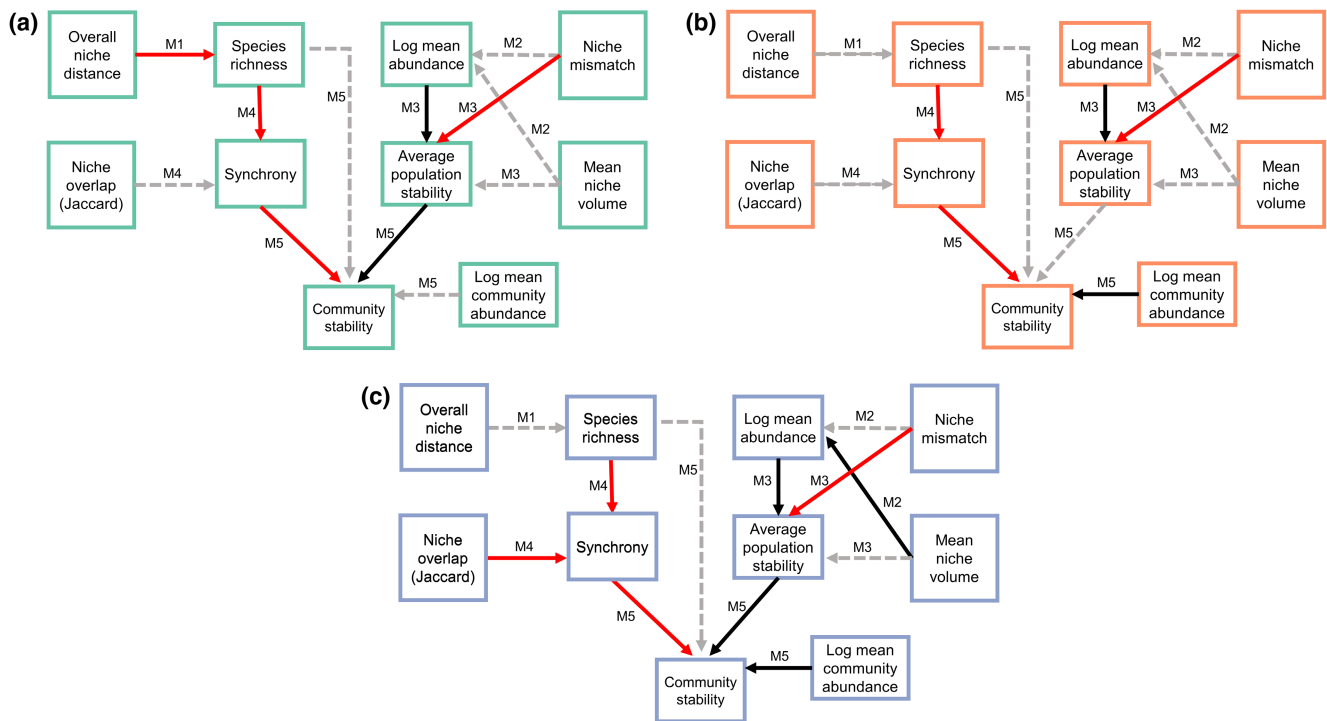 (a)
Overall
niche
distance
M1
Species
richness
Log mean
abundance
M2
Niche
mismatch
M5
M4
M3
M3
M2
Niche
overlap
(Jaccard)
M4
Synchrony
Average
population
stability
M3
Mean
niche
volume
M5
M5
Community
stability
M5
Log mean
community
abundance
(b)
Overall
niche
distance
M1
Species
richness
Log mean
abundance
M2
Niche
mismatch
M5
M4
M3
M3
M2
Niche
overlap
(Jaccard)
M4
Synchrony
Average
population
stability
M3
Mean
niche
volume
M5
M5
Community
stability
M5
Log mean
community
abundance
(c)
Overall
niche
distance
M1
Species
richness
Log mean
abundance
M2
Niche
mismatch
M5
M4
M3
M3
M2
Niche
overlap
(Jaccard)
M4
Synchrony
Average
population
stability
M3
Mean
niche
volume
M5
M5
Community
stability
M5
Log mean
community
abundance